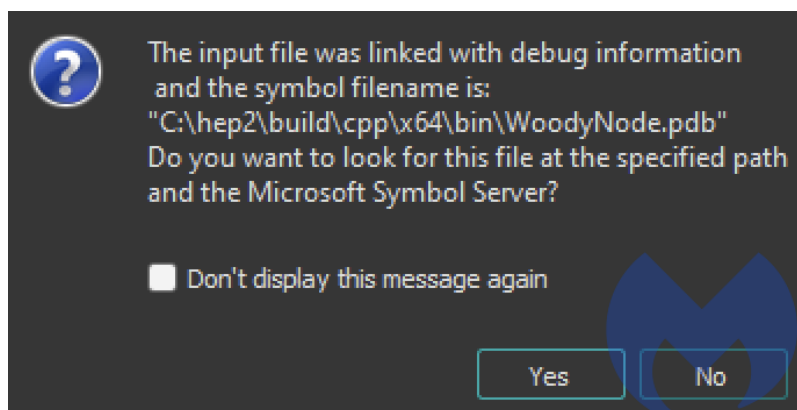 The input file was linked with debug information
and the symbol filename is:
"C:\hep2\build\cpp\x64\bin\WoodyNode.pdb"
Do you want to look for this file at the specified path
and the Microsoft Symbol Server?
Don't display this message again
Yes No